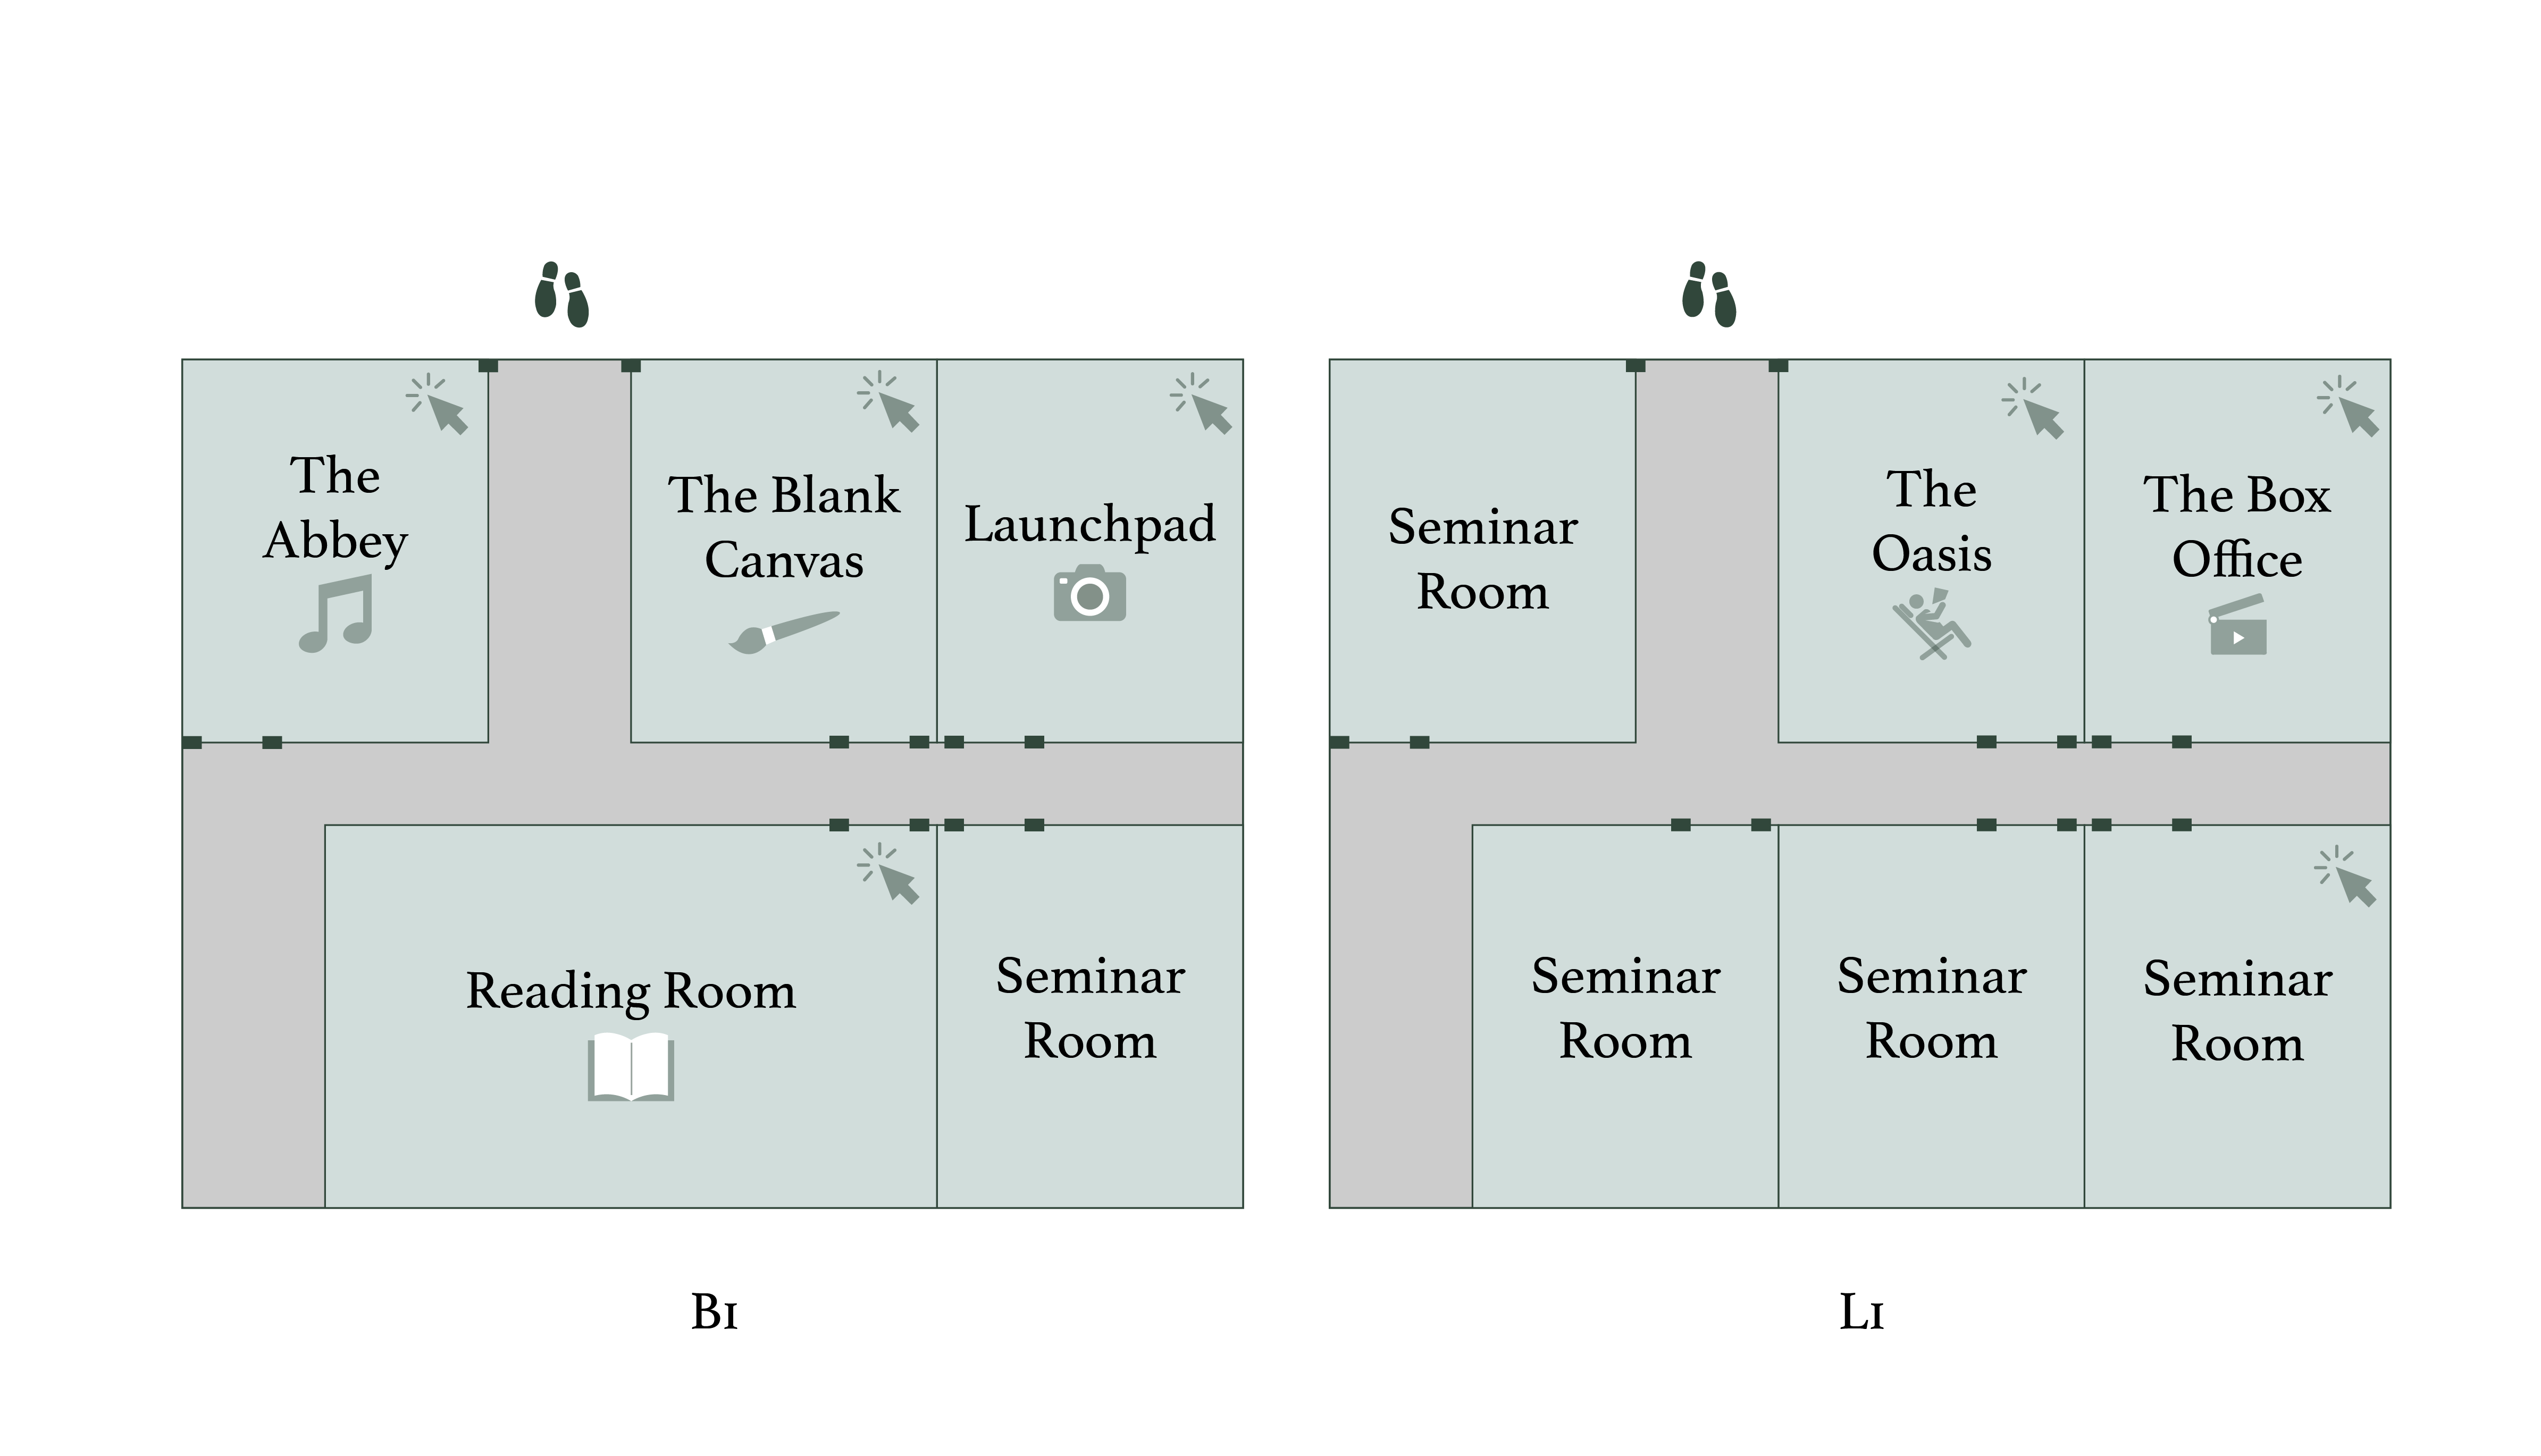 The
Abbey
The Blank
Canvas
Launchpad
Reading Room
Seminar
Room
B1
Seminar
Room
The
Oasis
The Box
Office
Seminar
Room
Seminar
Room
Seminar
Room
L1